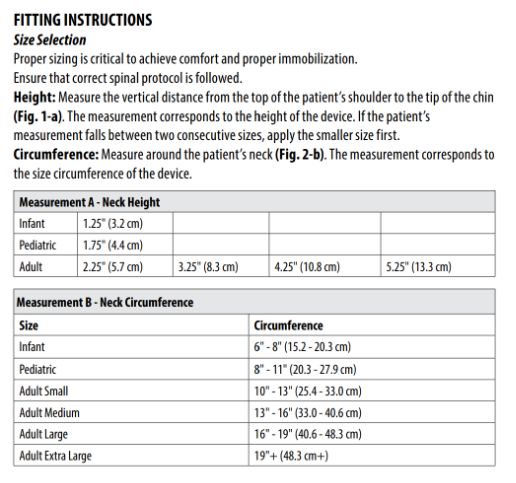 FITTING INSTRUCTIONS
Size Selection
Proper sizing is critical to achieve comfort and proper immobilization.
Ensure that correct spinal protocol is followed.
Height: Measure the vertical distance from the top of the patient's shoulder to the tip of the chin
(Fig. 1-a). The measurement corresponds to the height of the device. If the patient's
measurement falls between two consecutive sizes, apply the smaller size first.
Circumference: Measure around the patient's neck (Fig. 2-b). The measurement corresponds to
the size circumference of the device.
Measurement A - Neck Height
Infant 1.25" (3.2 cm)
Pediatric 1.75" (4.4 cm)
Adult 2.25" (5.7 cm) 3.25" (8.3 cm) 4.25" (10.8 cm) 5.25" (13.3 cm)
Measurement B - Neck Circumference
Size Circumference
Infant 6" - 8" (15.2 - 20.3 cm)
Pediatric 8" - 11" (20.3 - 27.9 cm)
Adult Small 10" - 13" (25.4 - 33.0 cm)
Adult Medium 13" - 16" (33.0 - 40.6 cm)
Adult Large 16" - 19" (40.6 - 48.3 cm)
Adult Extra Large 19"+ (48.3 cm+)